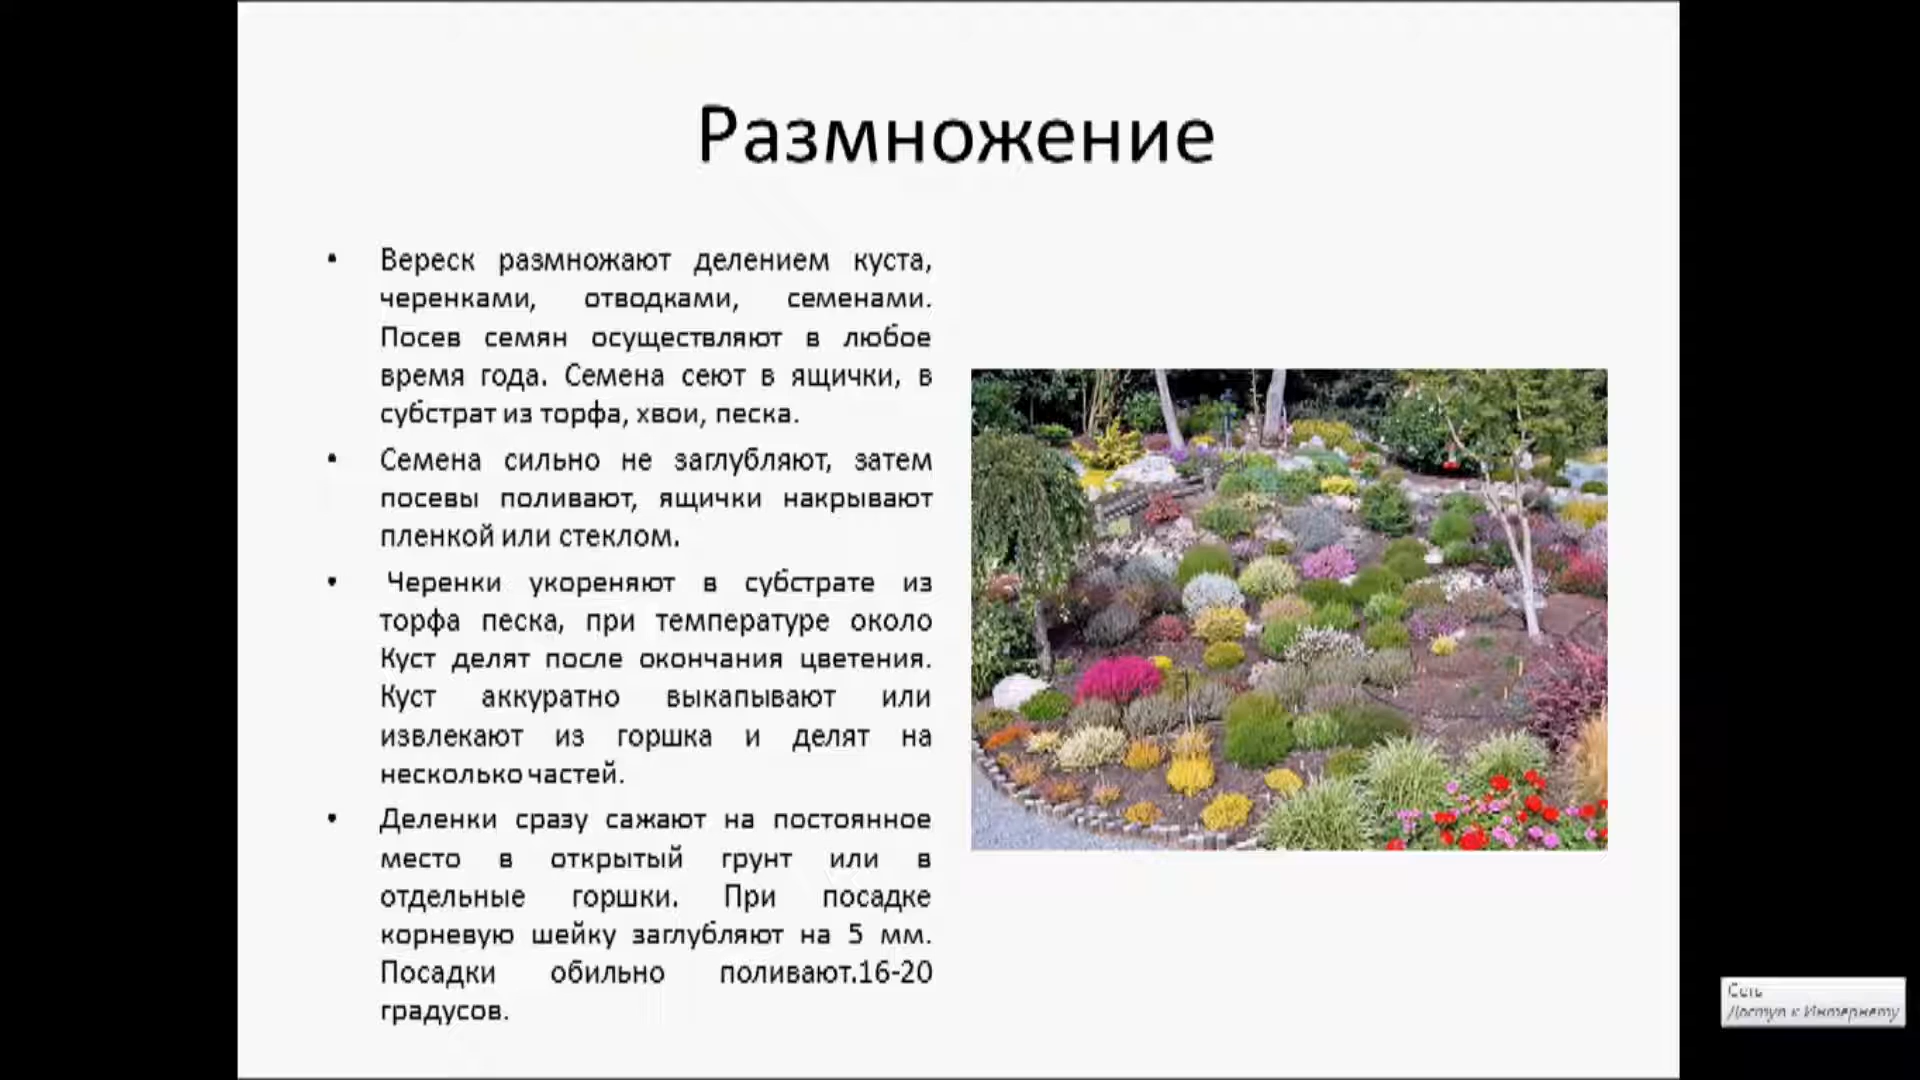 Размножение
• Вереск размножают делением куста,
черенками, отводками, семенами.
Посев семян осуществляют в любое
время года. Семена сеют в ящички, в
субстрат из торфа, хвои, песка.
• Семена сильно не заглубляют, затем
посевы поливают, ящички накрывают
пленкой или стеклом.
• Черенки укореняют в субстрате из
торфа песка, при температуре около
Куст делят после окончания цветения.
Куст аккуратно выкапывают или
извлекают из горшка и делят на
несколько частей.
• Деленки сразу сажают на постоянное
место в открытый грунт или в
отдельные горшки. При посадке
корневую шейку заглубляют на 5 мм.
Посадки обильно поливают.16-20
градусов.
Сеть
Доступ к Интернету